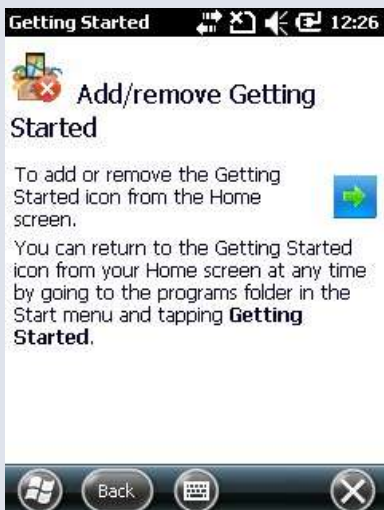 Getting Started 12:26
Add/remove Getting
Started
To add or remove the Getting
Started icon from the Home
screen.
You can return to the Getting Started
icon from your Home screen at any time
by going to the programs folder in the
Start menu and tapping Getting
Started.
Back